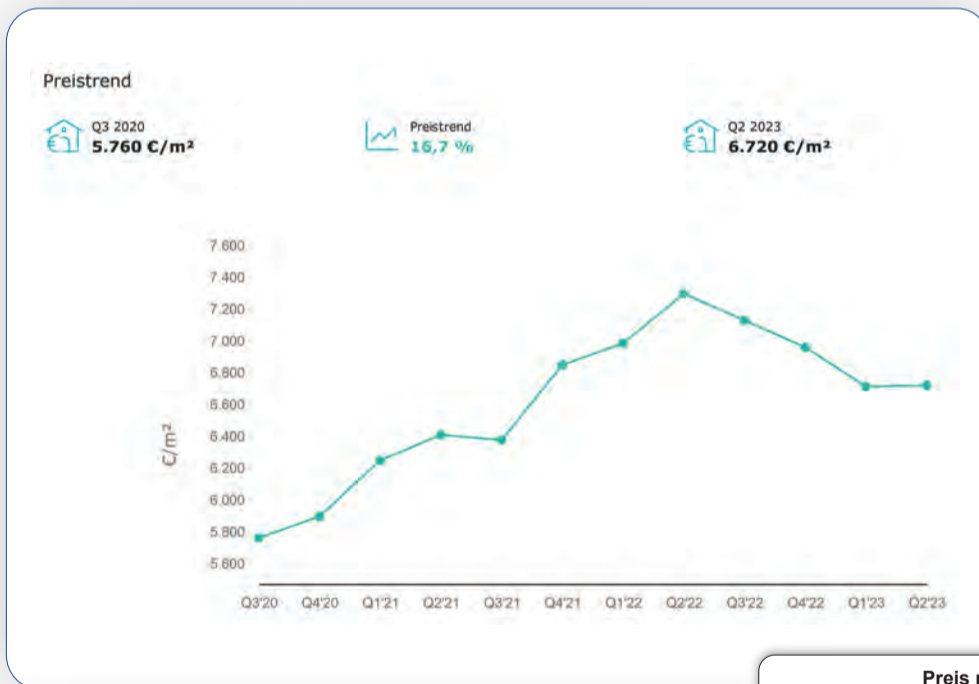 Preistrend
Q3 2020
5.760 €/m²
Preistrend
16,7 %
Q2 2023
6.720 €/m²
7.600
7.400
7.200
7.000
6.800
6.600
6.400
6.200
6.000
5.800
5.600
€/m²
Q3'20 Q4'20 Q1'21 Q2'21 Q3'21 Q4'21 Q1'22 Q2'22 Q3'22 Q4'22 Q1'23 Q2'23
Preis